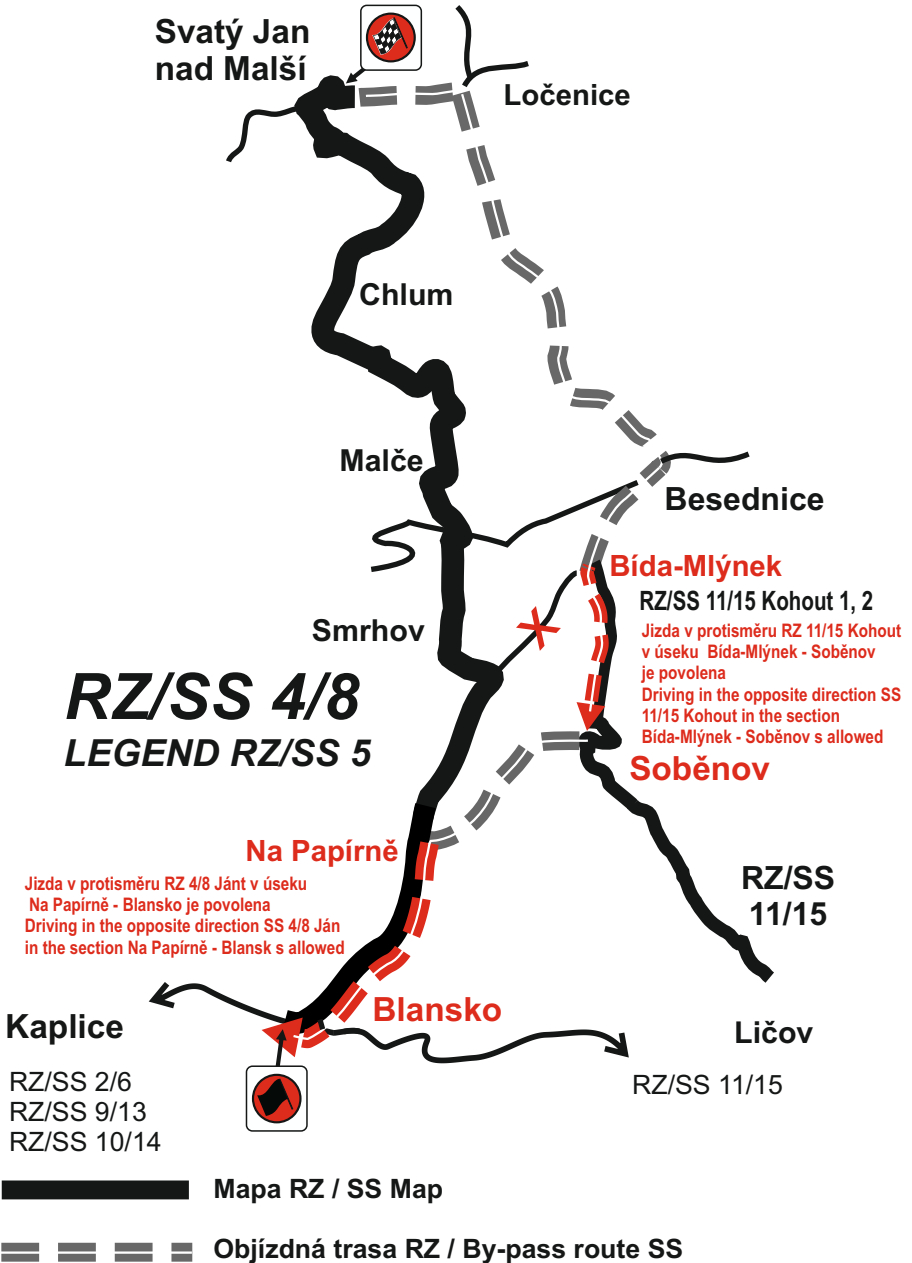 Svatý Jan
nad Malší
Ločenice
Chlum
Malče
Besednice
Bída-Mlýnek
RZ/SS 11/15 Kohout 1, 2
Jizda v protisměru RZ 11/15 Kohout
v úseku Bída-Mlýnek - Soběnov
je povolena
Driving in the opposite direction SS
11/15 Kohout in the section
Bída-Mlýnek - Soběnov s allowed
Smrhov
RZ/SS 4/8
LEGEND RZ/SS 5
Soběnov
Na Papírně
Jizda v protisměru RZ 4/8 Jánt v úseku
Na Papírně - Blansko je povolena
Driving in the opposite direction SS 4/8 Ján
in the section Na Papírně - Blansk s allowed
RZ/SS
11/15
Blansko
Kaplice
Ličov
RZ/SS 2/6
RZ/SS 9/13
RZ/SS 10/14
RZ/SS 11/15
Mapa RZ / SS Map
Objízdná trasa RZ / By-pass route SS